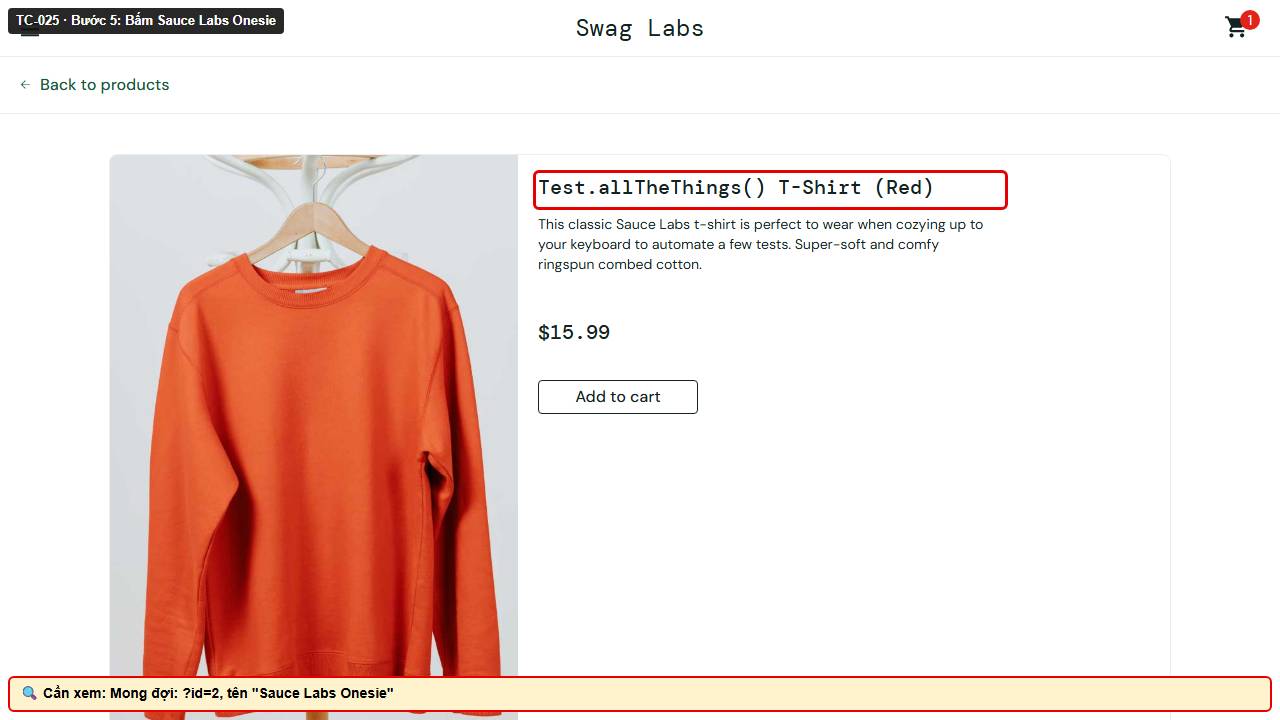 TC-025 · Bước 5: Bấm Sauce Labs Onesie
Swag Labs
1
Back to products
Test.allTheThings() T-Shirt (Red)
This classic Sauce Labs t-shirt is perfect to wear when cozying up to
your keyboard to automate a few tests. Super-soft and comfy
ringspun combed cotton.
$15.99
Add to cart
Cần xem: Mong đợi: ?id=2, tên "Sauce Labs Onesie"